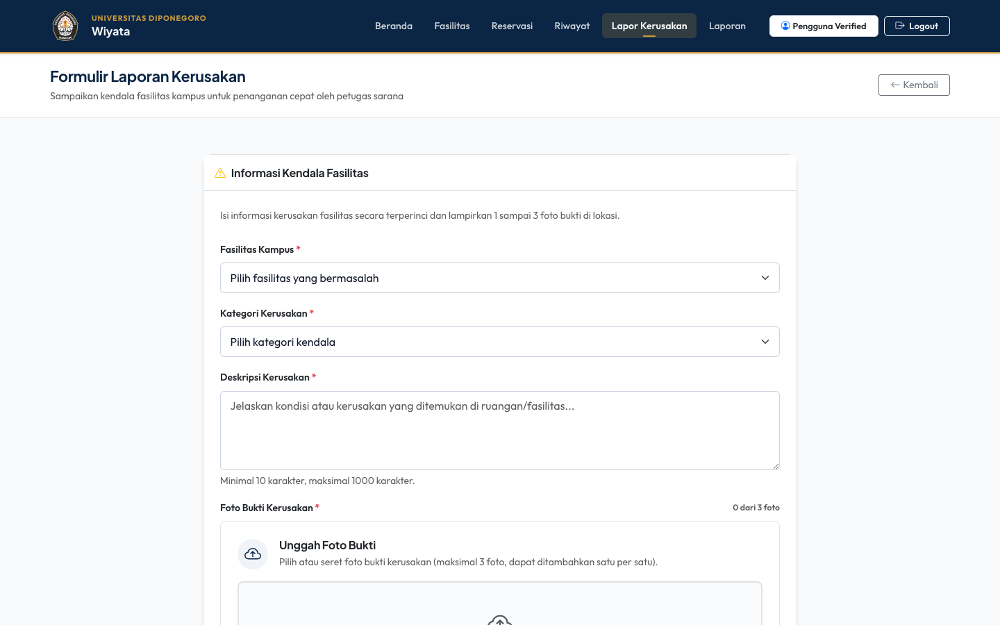 UNIVERSITAS DIPONEGORO
Wiyata
Beranda
Fasilitas
Reservasi
Riwayat
Lapor Kerusakan
Laporan
Pengguna Verified
Logout
Formulir Laporan Kerusakan
Sampaikan kendala fasilitas kampus untuk penanganan cepat oleh petugas sarana
Kembali
Informasi Kendala Fasilitas
Isi informasi kerusakan fasilitas secara terperinci dan lampirkan 1 sampai 3 foto bukti di lokasi.
Fasilitas Kampus *
Pilih fasilitas yang bermasalah
Kategori Kerusakan *
Pilih kategori kendala
Deskripsi Kerusakan *
Jelaskan kondisi atau kerusakan yang ditemukan di ruangan/fasilitas...
Minimal 10 karakter, maksimal 1000 karakter.
Foto Bukti Kerusakan *
0 dari 3 foto
Unggah Foto Bukti
Pilih atau seret foto bukti kerusakan (maksimal 3 foto, dapat ditambahkan satu per satu).